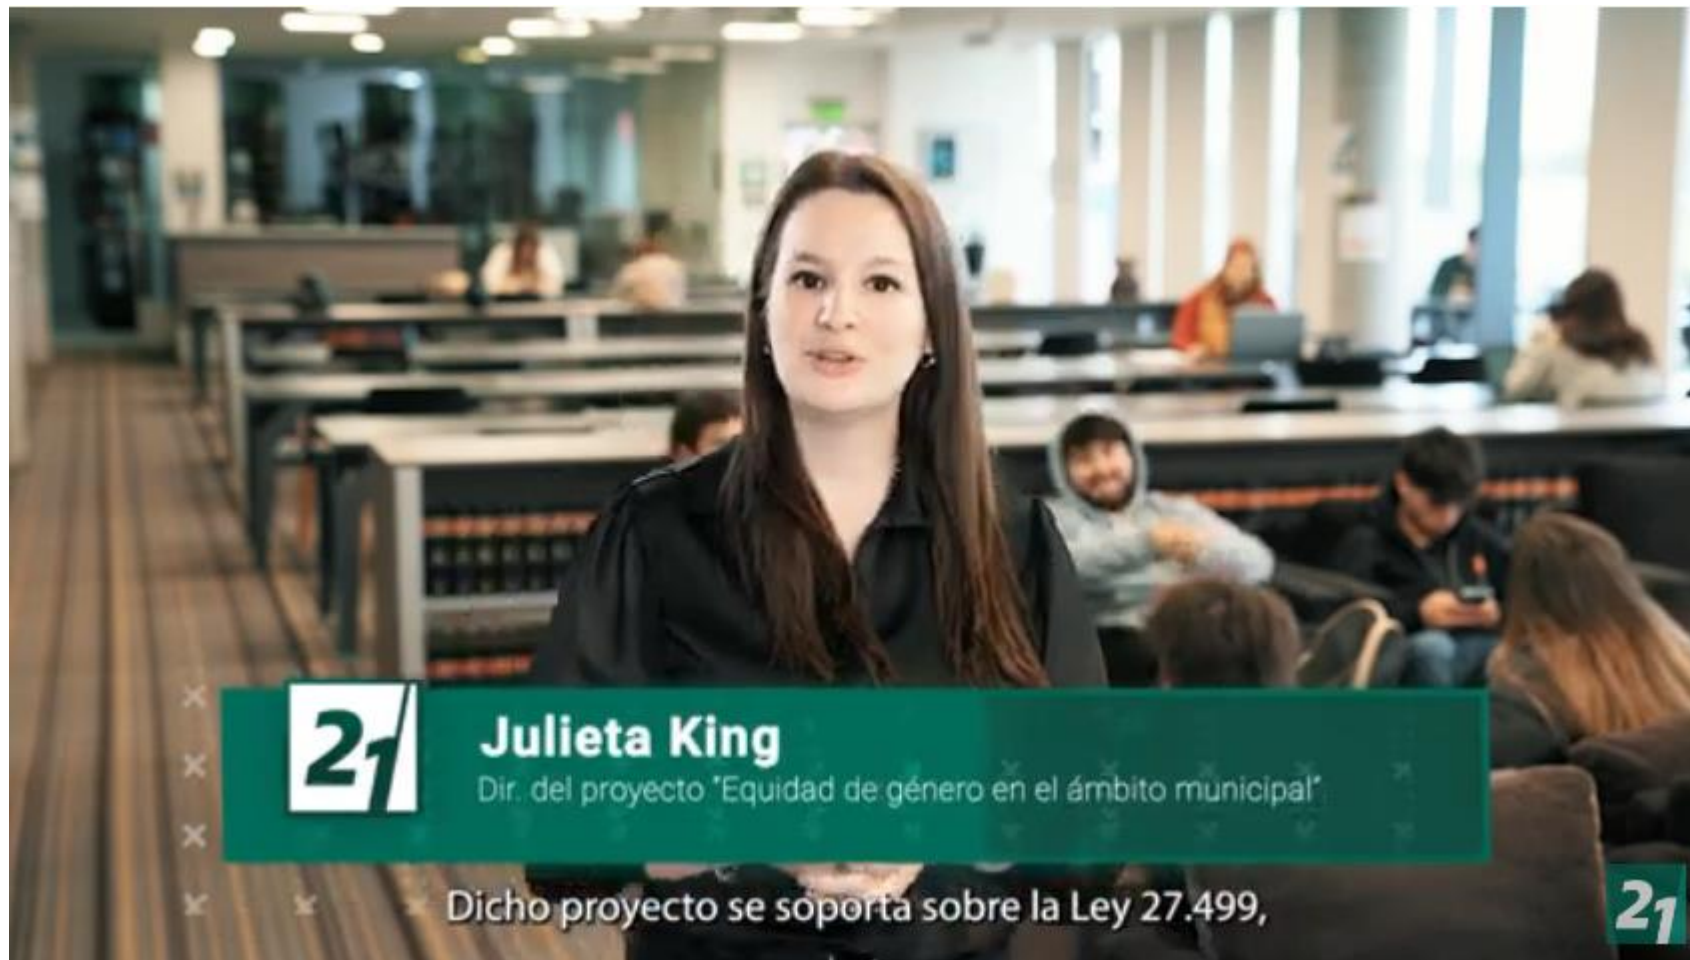 21
Julieta King
Dir. del proyecto "Equidad de género en el ámbito municipal"
Dicho proyecto se soporta sobre la Ley 27.499,
21